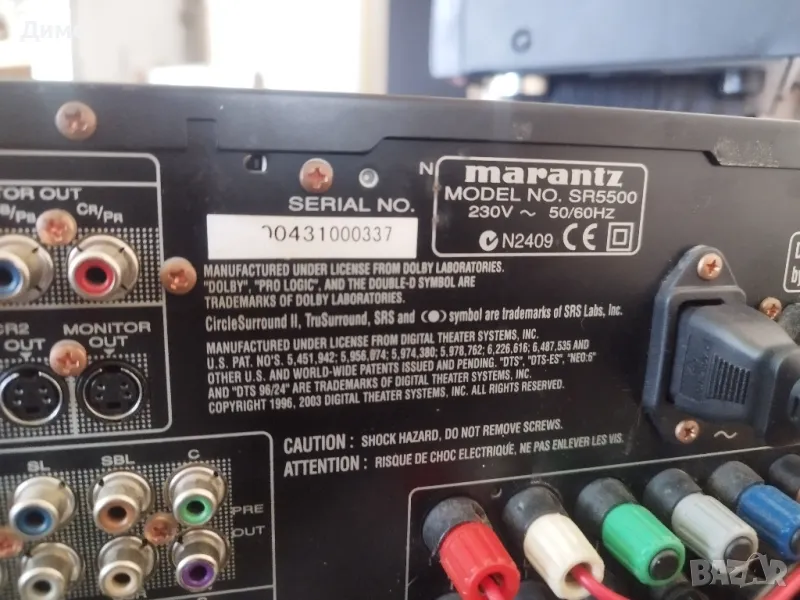 Дим
TOR OUT
B/PB
CR/PR
SERIAL NO.
00431000337
N
marantz
MODEL NO. SR5500
230V ~ 50/60HZ
N2409 CE
MANUFACTURED UNDER LICENSE FROM DOLBY LABORATORIES.
"DOLBY", "PRO LOGIC", AND THE DOUBLE-D SYMBOL ARE
TRADEMARKS OF DOLBY LABORATORIES.
CircleSurround II, TruSurround, SRS and symbol are trademarks of SRS Labs, Inc.
MANUFACTURED UNDER LICENSE FROM DIGITAL THEATER SYSTEMS, INC.
U.S. PAT. NO'S. 5,451,942; 5,956,674; 5,974,380; 5,978,762; 6,226,616; 6,487,535 AND
OTHER U.S. AND WORLD-WIDE PATENTS ISSUED AND PENDING. "DTS", "DTS-ES", "NEO:6"
AND "DTS 96/24" ARE TRADEMARKS OF DIGITAL THEATER SYSTEMS, INC.
COPYRIGHT 1996, 2003 DIGITAL THEATER SYSTEMS, INC. ALL RIGHTS RESERVED.
CR2
OUT
MONITOR
OUT
CAUTION : SHOCK HAZARD, DO NOT REMOVE SCREWS.
ATTENTION : RISQUE DE CHOC ELECTRIQUE, NE PAS ENLEVER LES VIS.
~
SL
SBL
C
PRE
OUT
BAZAR